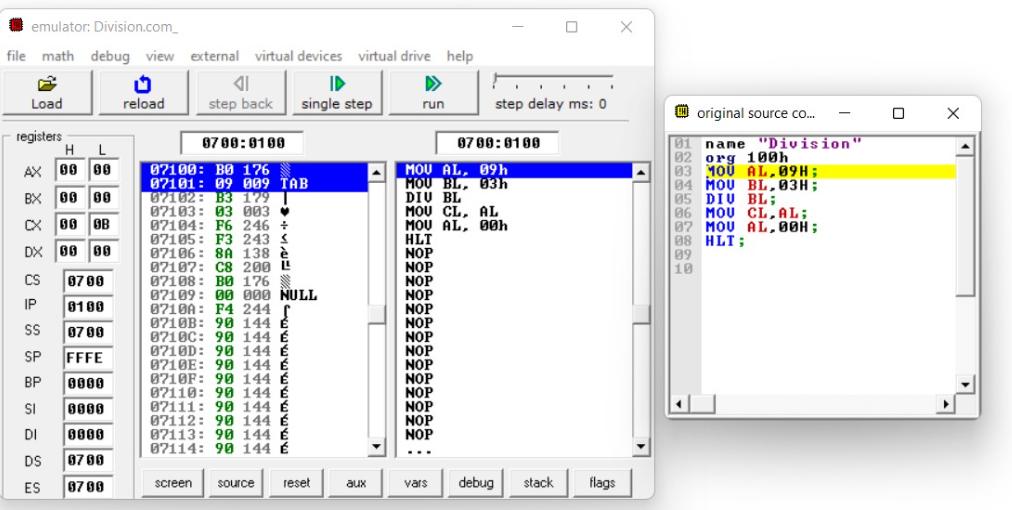 emulator: Division.com_
file math debug view external virtual devices virtual drive help
Load reload step back single step run step delay ms: 0
registers
H L
AX 00 00
BX 00 00
CX 00 0B
DX 00 00
CS 0700
IP 0100
SS 0700
SP FFFE
BP 0000
SI 0000
DI 0000
DS 0700
ES 0700
0700:0100
07100: B0 176 ▒
07101: 09 009 TAB
07102: B3 179 │
07103: 03 003 ♥
07104: F6 246 ÷
07105: F3 243 ≤
07106: 8A 138 è
07107: C8 200 ╚
07108: B0 176 ▒
07109: 00 000 NULL
0710A: F4 244 ⌠
0710B: 90 144 É
0710C: 90 144 É
0710D: 90 144 É
0710E: 90 144 É
0710F: 90 144 É
07110: 90 144 É
07111: 90 144 É
07112: 90 144 É
07113: 90 144 É
07114: 90 144 É
0700:0100
MOV AL, 09h
MOV BL, 03h
DIV BL
MOV CL, AL
MOV AL, 00h
HLT
NOP
NOP
NOP
NOP
NOP
NOP
NOP
NOP
NOP
NOP
NOP
NOP
NOP
NOP
...
screen source reset aux vars debug stack flags
original source co...
01 name "Division"
02 org 100h
03 MOV AL,09H;
04 MOV BL,03H;
05 DIV BL;
06 MOV CL,AL;
07 MOV AL,00H;
08 HLT;
09
10